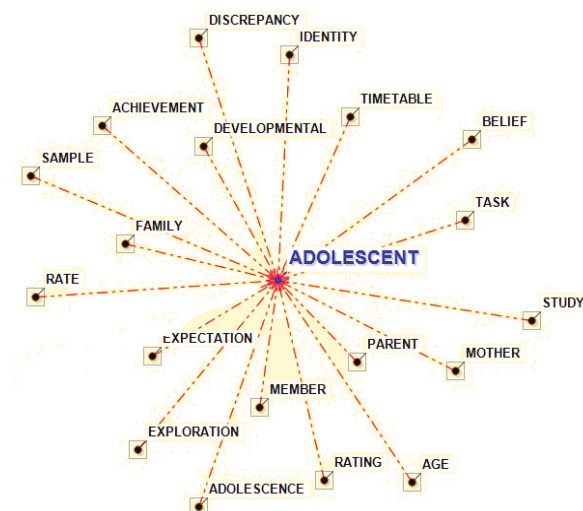 DISCREPANCY
IDENTITY
ACHIEVEMENT
TIMETABLE
DEVELOPMENTAL
BELIEF
SAMPLE
TASK
FAMILY
ADOLESCENT
RATE
STUDY
EXPECTATION
PARENT
MOTHER
MEMBER
EXPLORATION
RATING
AGE
ADOLESCENCE